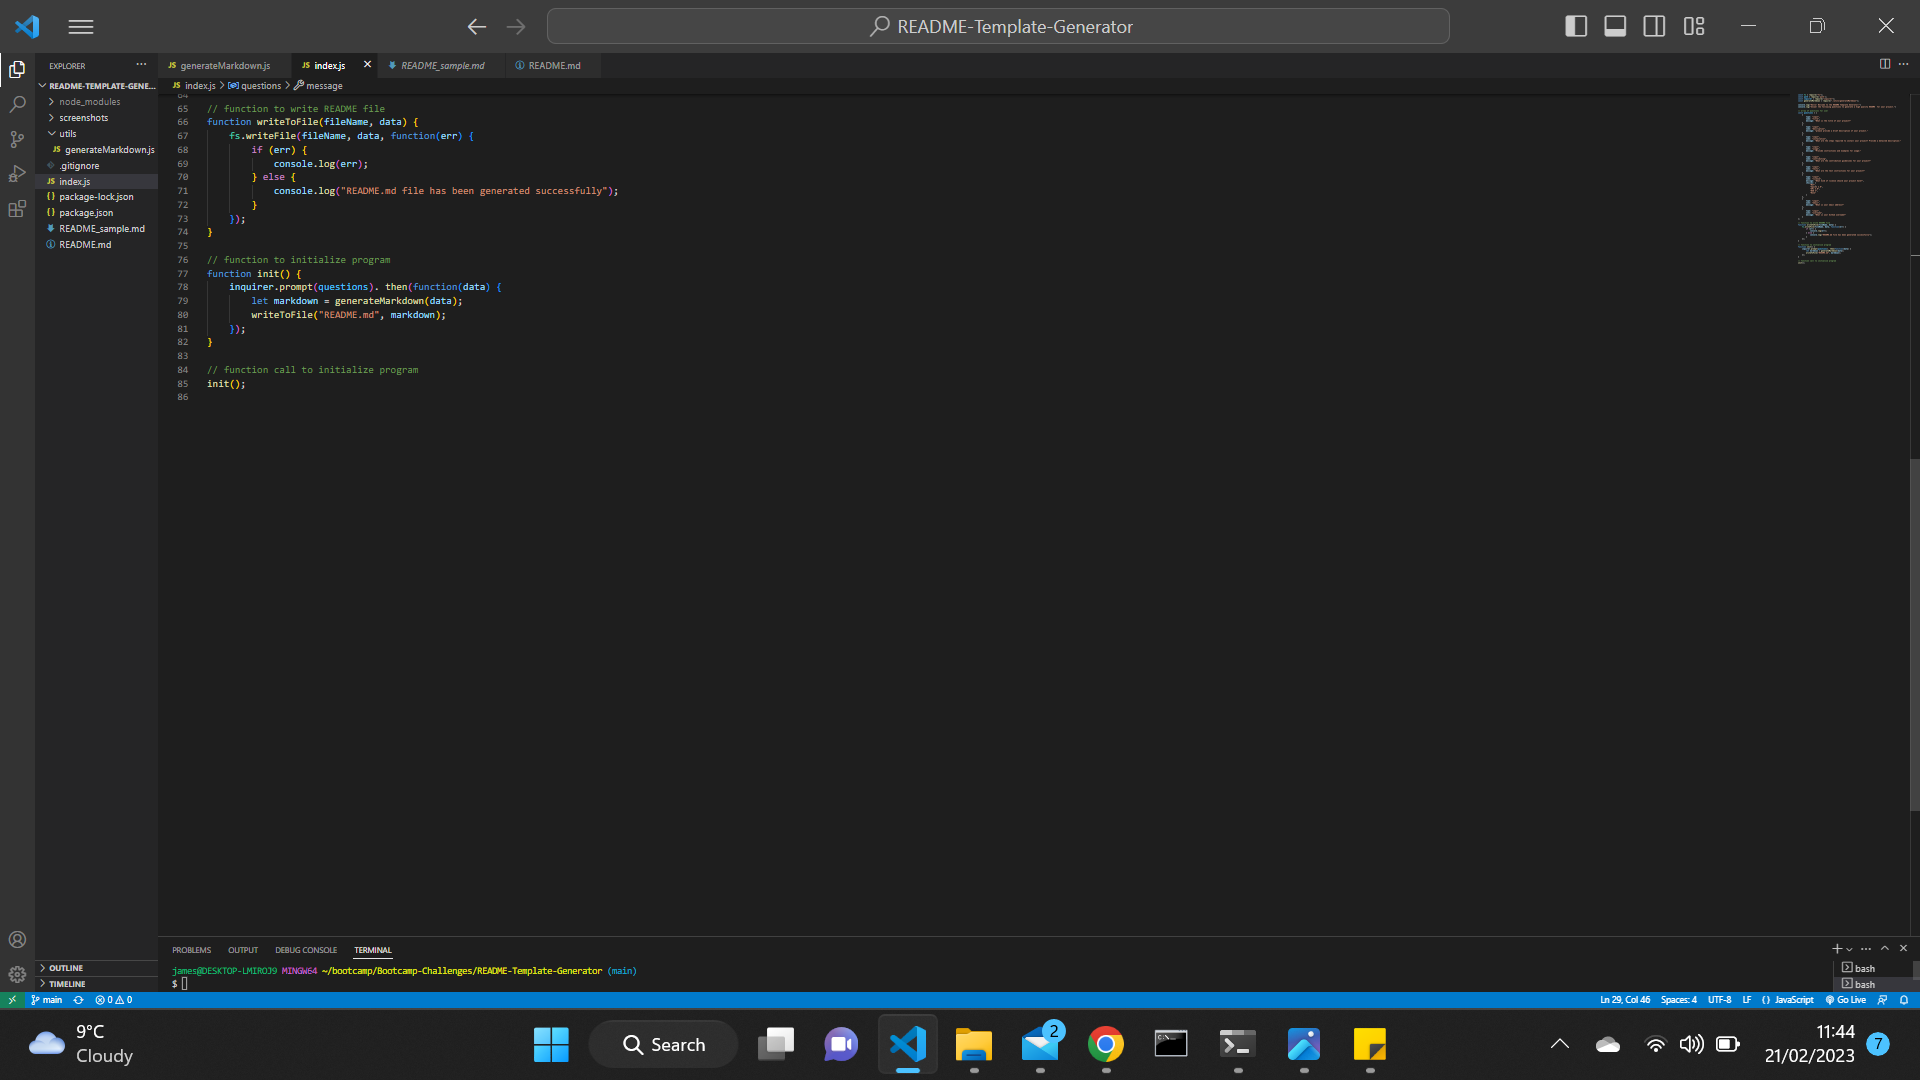 README-Template-Generator
EXPLORER
README-TEMPLATE-GENE...
node_modules
screenshots
utils
JS generateMarkdown.js
.gitignore
JS index.js
{} package-lock.json
{} package.json
README_sample.md
README.md
OUTLINE
TIMELINE
JS generateMarkdown.js
JS index.js
README_sample.md
README.md
JS index.js > questions > message
64
65 // function to write README file
66 function writeToFile(fileName, data) {
67 fs.writeFile(fileName, data, function(err) {
68 if (err) {
69 console.log(err);
70 } else {
71 console.log("README.md file has been generated successfully");
72 }
73 });
74 }
75
76 // function to initialize program
77 function init() {
78 inquirer.prompt(questions). then(function(data) {
79 let markdown = generateMarkdown(data);
80 writeToFile("README.md", markdown);
81 });
82 }
83
84 // function call to initialize program
85 init();
86
PROBLEMS OUTPUT DEBUG CONSOLE TERMINAL
james@DESKTOP-LMIROJ9 MINGW64 ~/bootcamp/Bootcamp-Challenges/README-Template-Generator (main)
$
bash
bash
main 0 0
Ln 29, Col 46 Spaces: 4 UTF-8 LF {} JavaScript Go Live
9°C
Cloudy
Search
2
11:44
21/02/2023
7